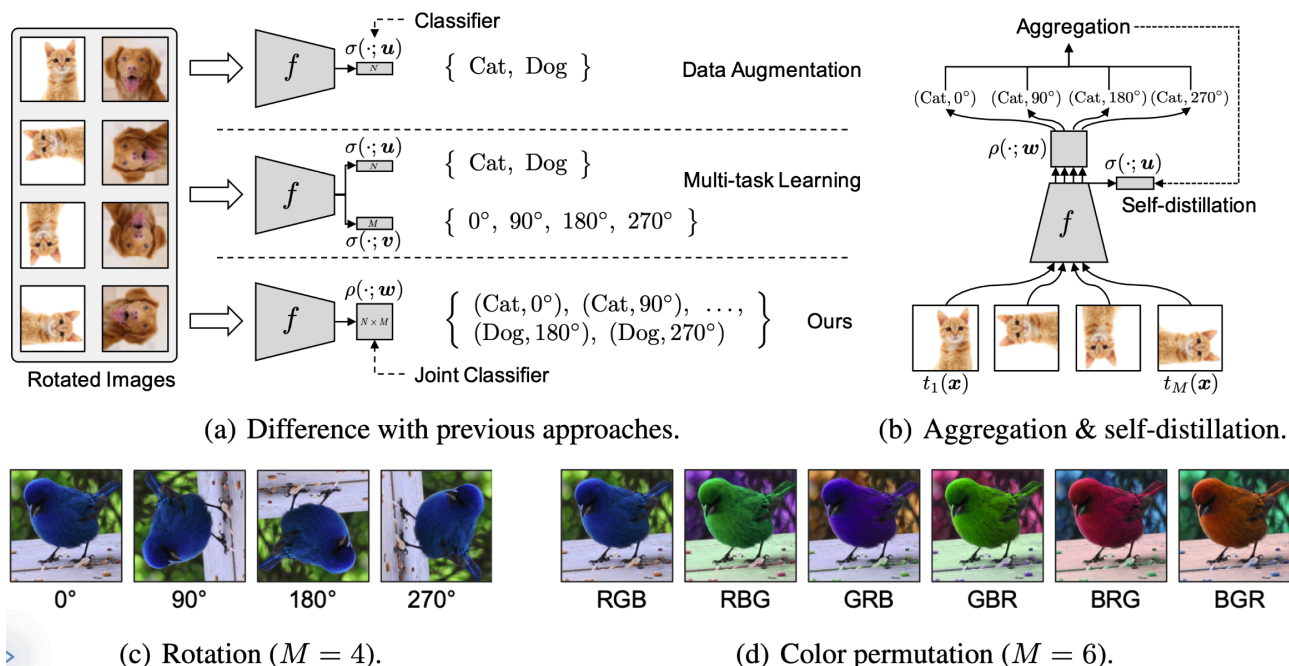 Classifier
σ(·; u)
f
N
{ Cat, Dog }
Data Augmentation
σ(·; u)
f
N
{ Cat, Dog }
Multi-task Learning
M
{ 0°, 90°, 180°, 270° }
σ(·; v)
ρ(·; w)
f
N × M
{ (Cat, 0°), (Cat, 90°), …,
(Dog, 180°), (Dog, 270°) }
Ours
Rotated Images
Joint Classifier
(a) Difference with previous approaches.
Aggregation
(Cat, 0°) (Cat, 90°) (Cat, 180°) (Cat, 270°)
ρ(·; w)
σ(·; u)
Self-distillation
f
t₁(x) t_M(x)
(b) Aggregation & self-distillation.
0° 90° 180° 270°
(c) Rotation (M = 4).
RGB RBG GRB GBR BRG BGR
(d) Color permutation (M = 6).